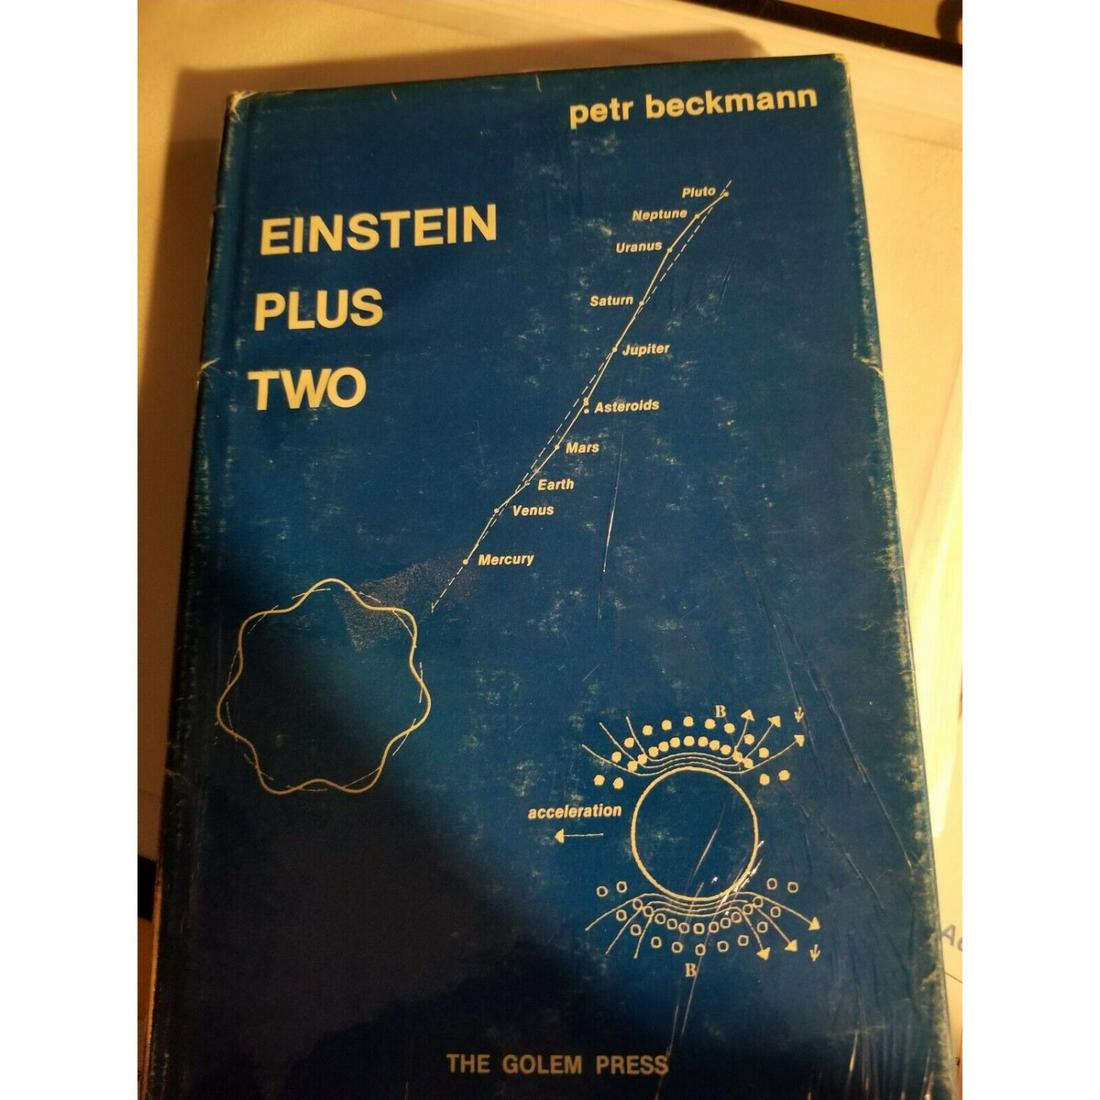 petr beckmann
EINSTEIN
PLUS
TWO
Pluto
Neptune
Uranus
Saturn
Jupiter
Asteroids
Mars
Earth
Venus
Mercury
B
acceleration
B
THE GOLEM PRESS